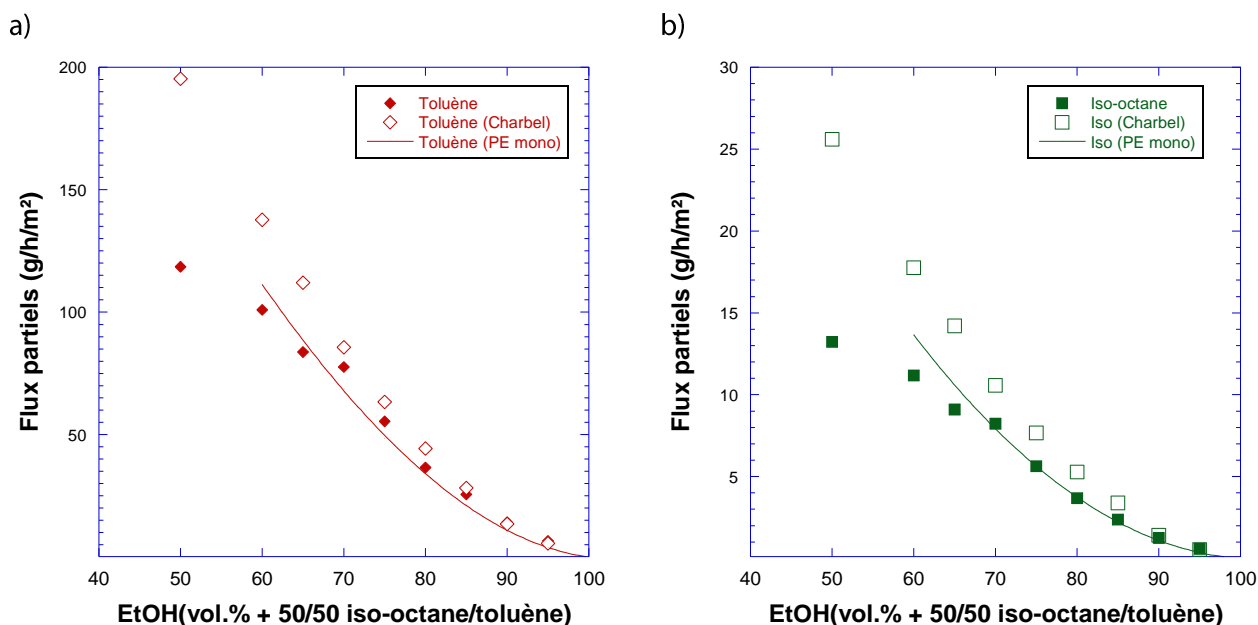 a)
200
150
100
50
Flux partiels (g/h/m²)
Toluène
Toluène (Charbel)
Toluène (PE mono)
40 50 60 70 80 90 100
EtOH(vol.% + 50/50 iso-octane/toluène)
b)
30
25
20
15
10
5
Flux partiels (g/h/m²)
Iso-octane
Iso (Charbel)
Iso (PE mono)
40 50 60 70 80 90 100
EtOH(vol.% + 50/50 iso-octane/toluène)